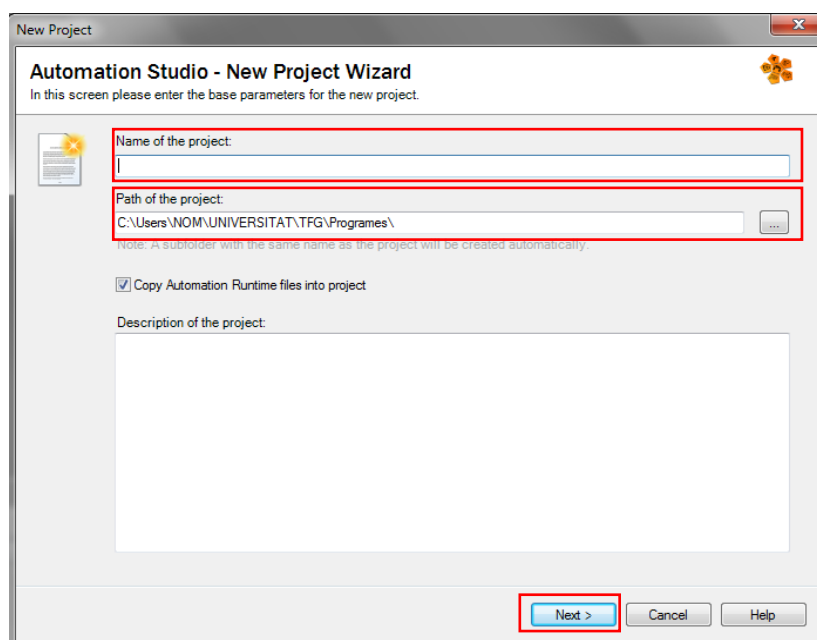 New Project
Automation Studio - New Project Wizard
In this screen please enter the base parameters for the new project.
Name of the project:
Path of the project:
C:\Users\NOM\UNIVERSITAT\TFG\Programes\
...
Note: A subfolder with the same name as the project will be created automatically.
Copy Automation Runtime files into project
Description of the project:
Next >
Cancel
Help